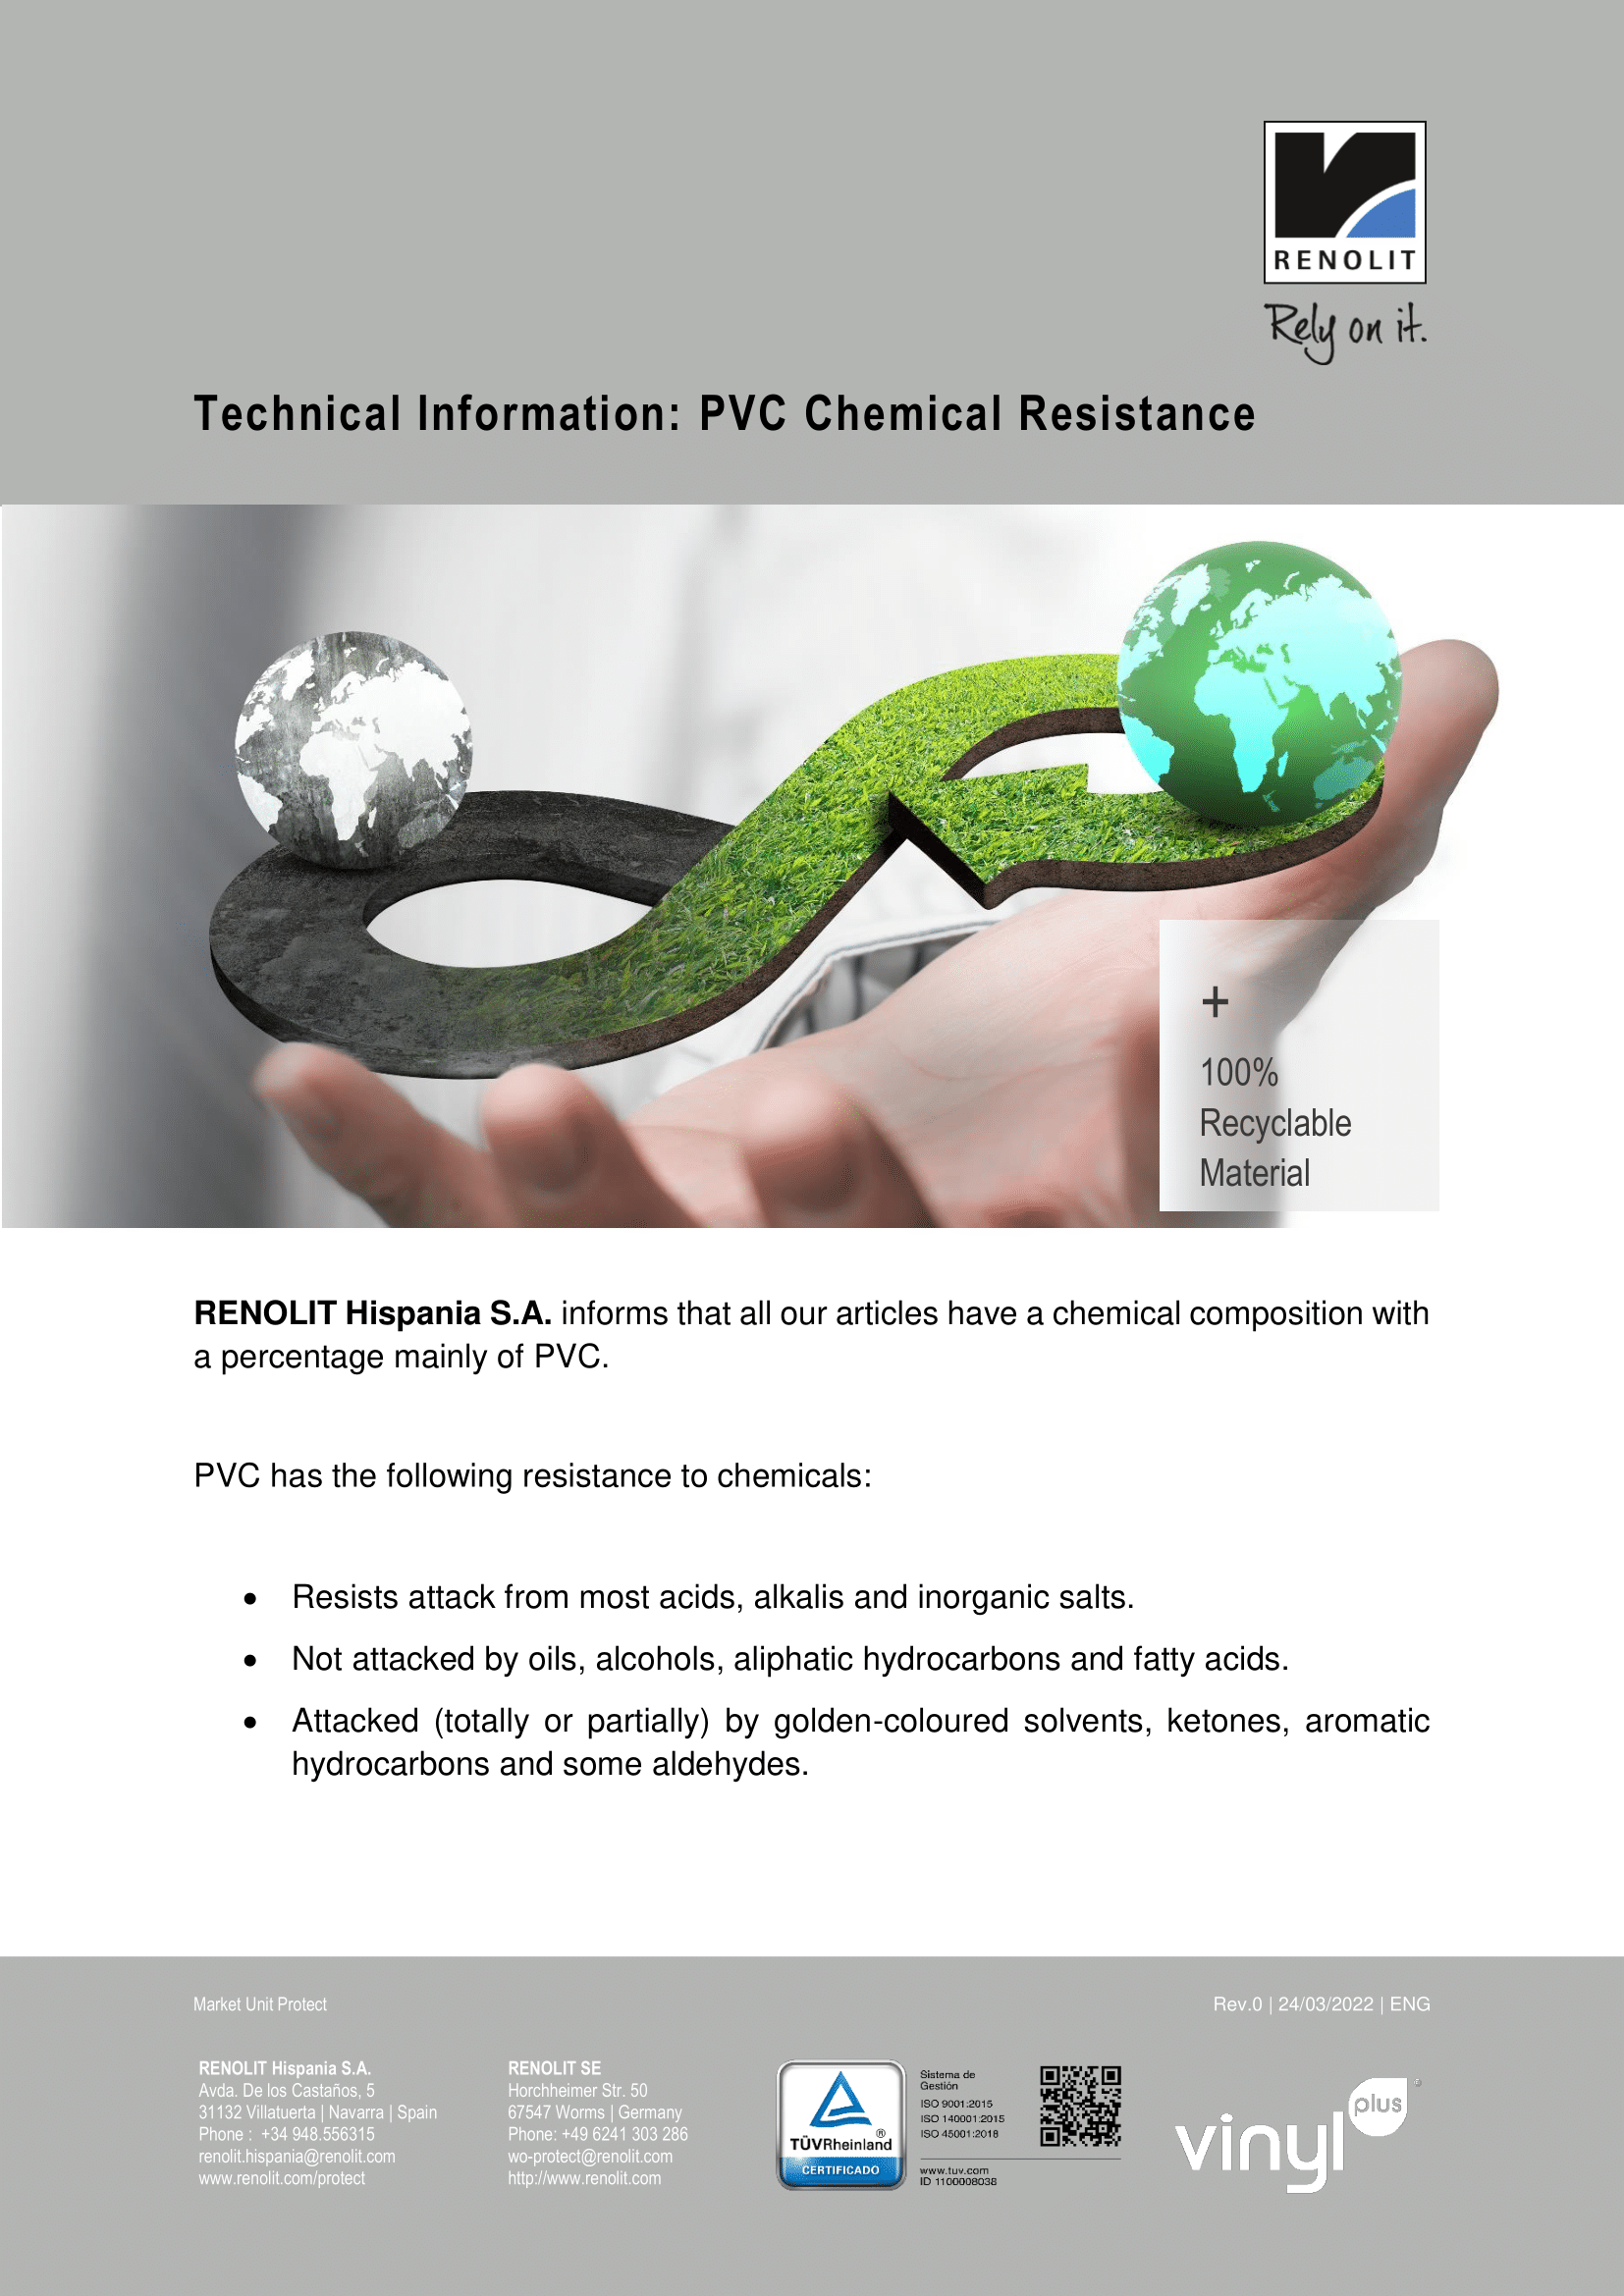 RENOLIT
Rely on it.
Technical Information: PVC Chemical Resistance
+
100%
Recyclable
Material
RENOLIT Hispania S.A. informs that all our articles have a chemical composition with
a percentage mainly of PVC.
PVC has the following resistance to chemicals:
• Resists attack from most acids, alkalis and inorganic salts.
• Not attacked by oils, alcohols, aliphatic hydrocarbons and fatty acids.
• Attacked (totally or partially) by golden-coloured solvents, ketones, aromatic
hydrocarbons and some aldehydes.
Market Unit Protect
Rev.0 | 24/03/2022 | ENG
RENOLIT Hispania S.A.
Avda. De los Castaños, 5
31132 Villatuerta | Navarra | Spain
Phone : +34 948.556315
renolit.hispania@renolit.com
www.renolit.com/protect
RENOLIT SE
Horchheimer Str. 50
67547 Worms | Germany
Phone: +49 6241 303 286
wo-protect@renolit.com
http://www.renolit.com
TÜVRheinland®
CERTIFICADO
Sistema de
Gestión
ISO 9001:2015
ISO 140001:2015
ISO 45001:2018
www.tuv.com
ID 1100008038
vinyl plus ®